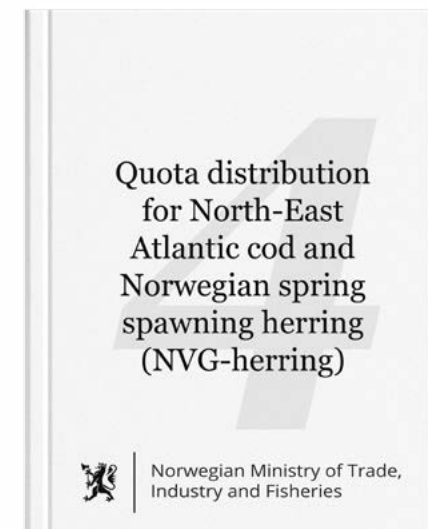 4
Quota distribution
for North-East
Atlantic cod and
Norwegian spring
spawning herring
(NVG-herring)
Norwegian Ministry of Trade,
Industry and Fisheries